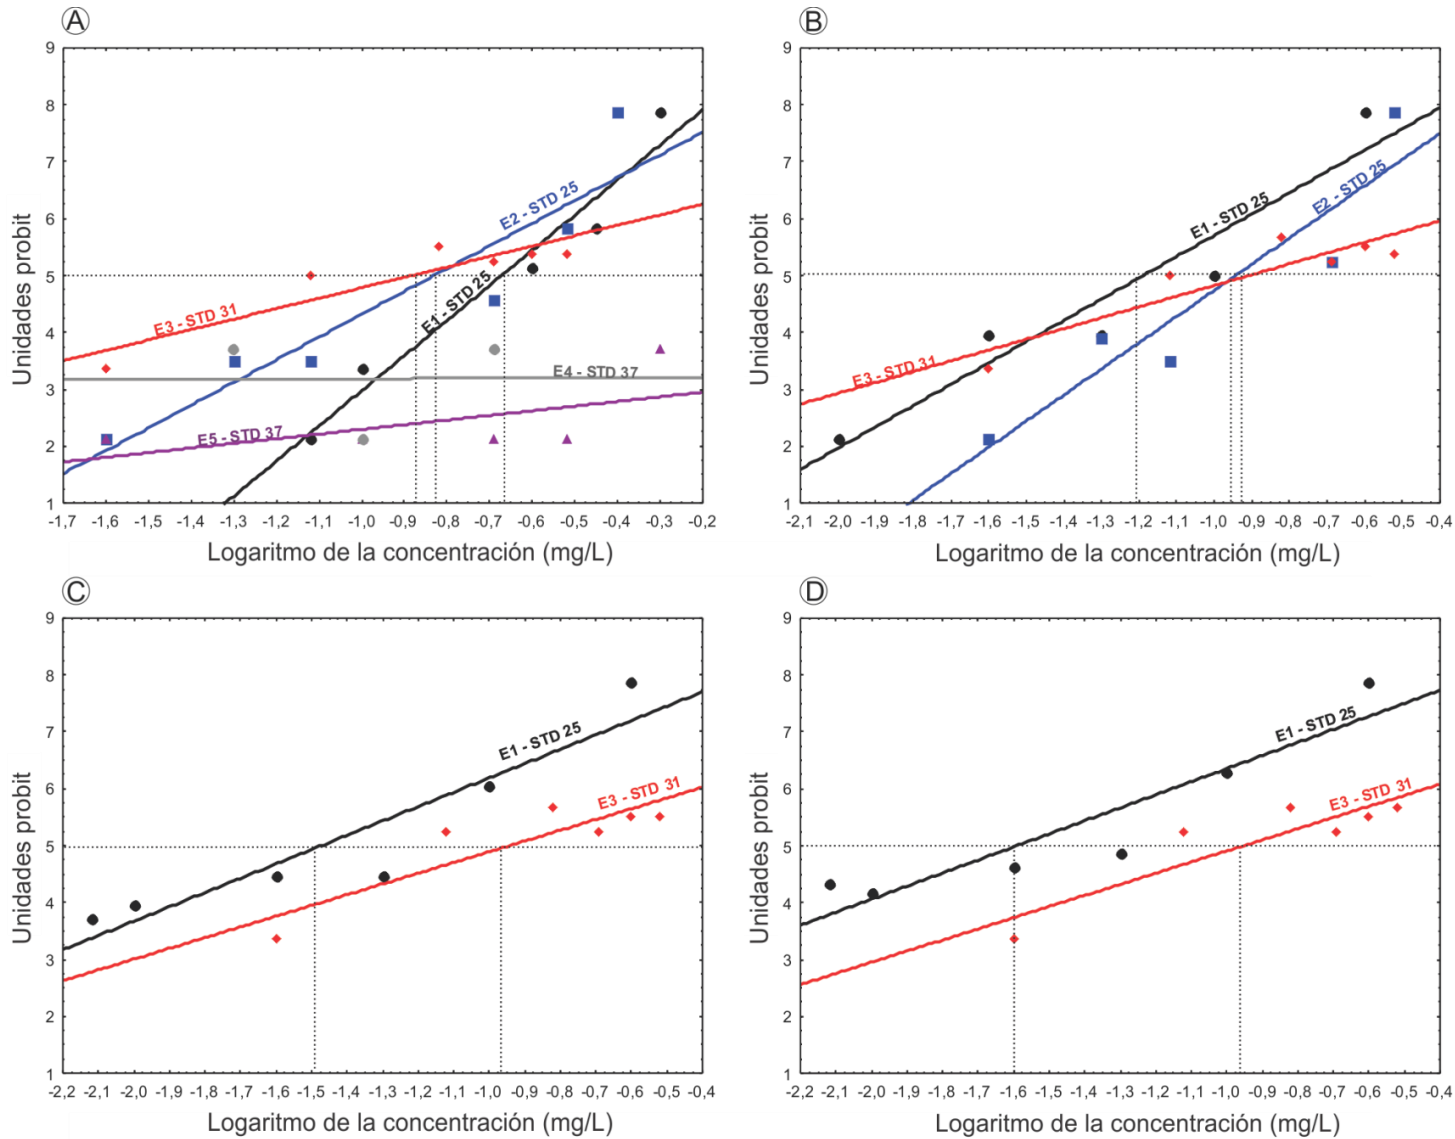 A
9
8
7
6
5
4
3
2
1
Unidades probit
E2 - STD 25
E1 - STD 25
E3 - STD 31
E4 - STD 37
E5 - STD 37
-1,7 -1,6 -1,5 -1,4 -1,3 -1,2 -1,1 -1,0 -0,9 -0,8 -0,7 -0,6 -0,5 -0,4 -0,3 -0,2
Logaritmo de la concentración (mg/L)
B
9
8
7
6
5
4
3
2
1
Unidades probit
E1 - STD 25
E2 - STD 25
E3 - STD 31
-2,1 -2,0 -1,9 -1,8 -1,7 -1,6 -1,5 -1,4 -1,3 -1,2 -1,1 -1,0 -0,9 -0,8 -0,7 -0,6 -0,5 -0,4
Logaritmo de la concentración (mg/L)
C
9
8
7
6
5
4
3
2
1
Unidades probit
E1 - STD 25
E3 - STD 31
-2,2 -2,1 -2,0 -1,9 -1,8 -1,7 -1,6 -1,5 -1,4 -1,3 -1,2 -1,1 -1,0 -0,9 -0,8 -0,7 -0,6 -0,5 -0,4
Logaritmo de la concentración (mg/L)
D
9
8
7
6
5
4
3
2
1
Unidades probit
E1 - STD 25
E3 - STD 31
-2,2 -2,1 -2,0 -1,9 -1,8 -1,7 -1,6 -1,5 -1,4 -1,3 -1,2 -1,1 -1,0 -0,9 -0,8 -0,7 -0,6 -0,5 -0,4
Logaritmo de la concentración (mg/L)